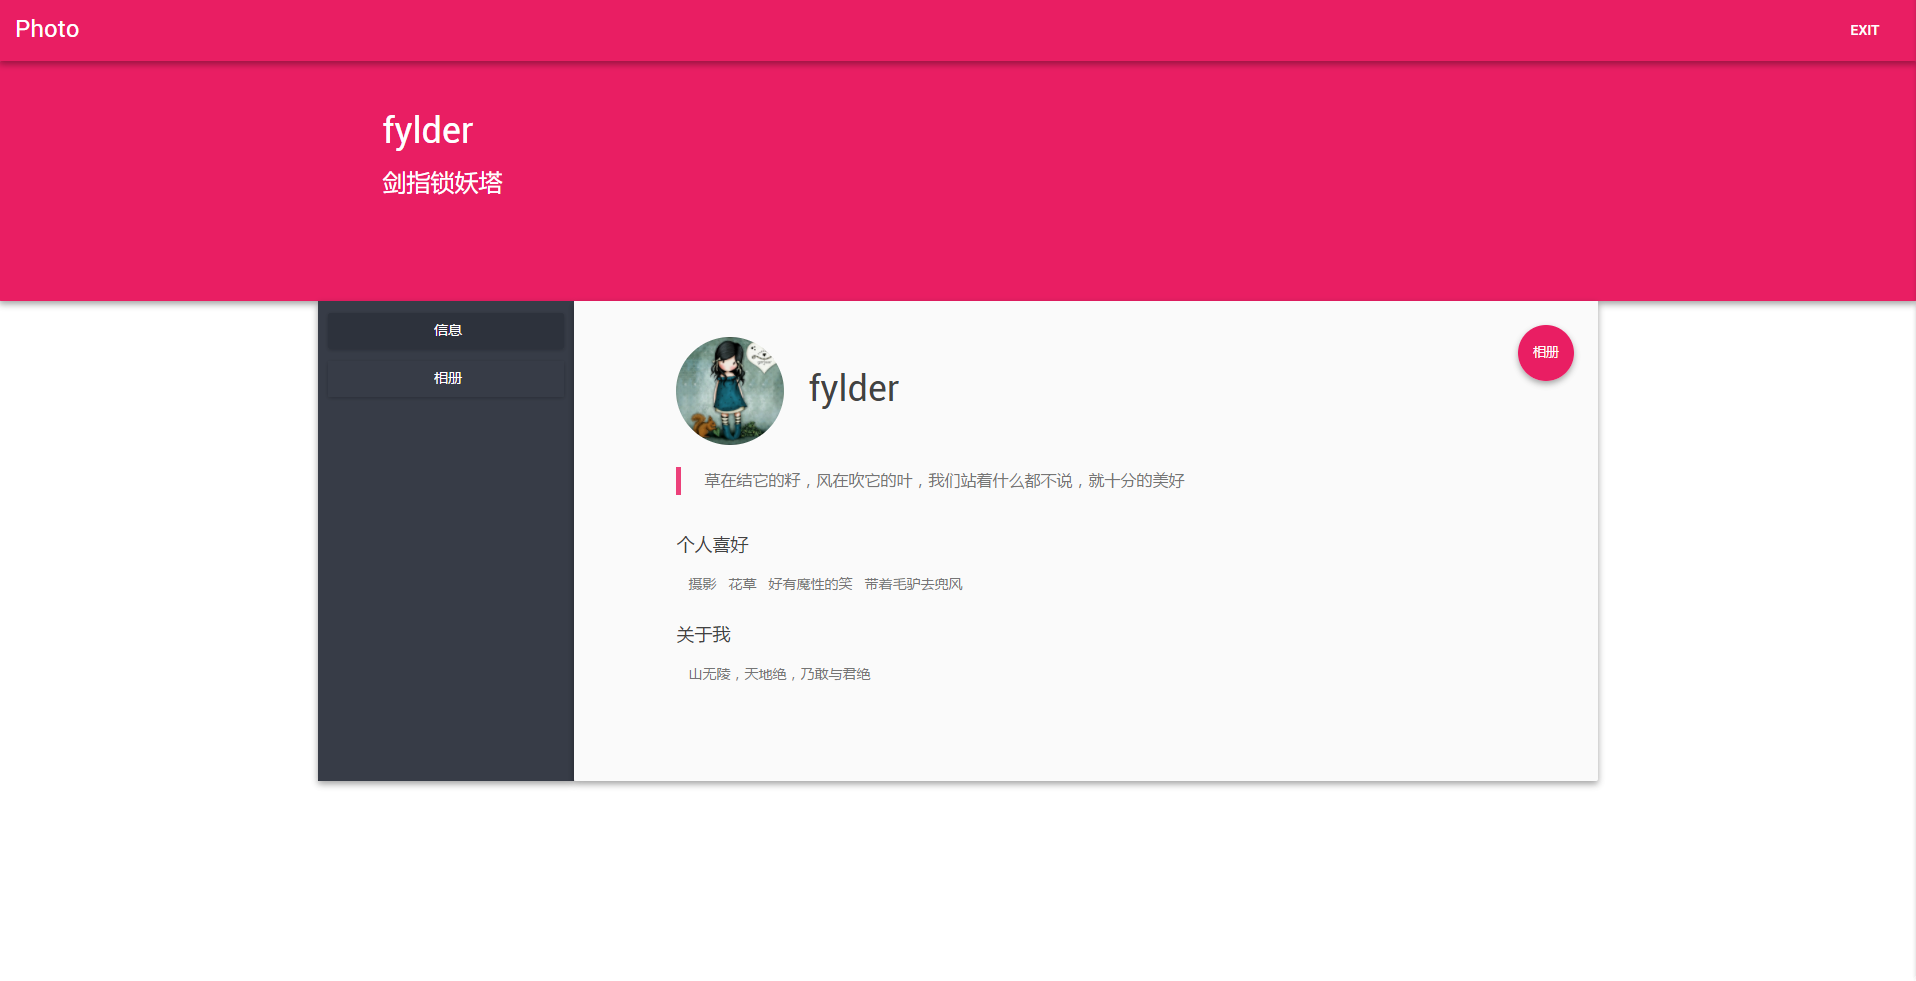 Photo
EXIT
fylder
剑指锁妖塔
信息
相册
相册
fylder
草在结它的籽，风在吹它的叶，我们站着什么都不说，就十分的美好
个人喜好
摄影 花草 好有魔性的笑 带着毛驴去兜风
关于我
山无陵，天地绝，乃敢与君绝